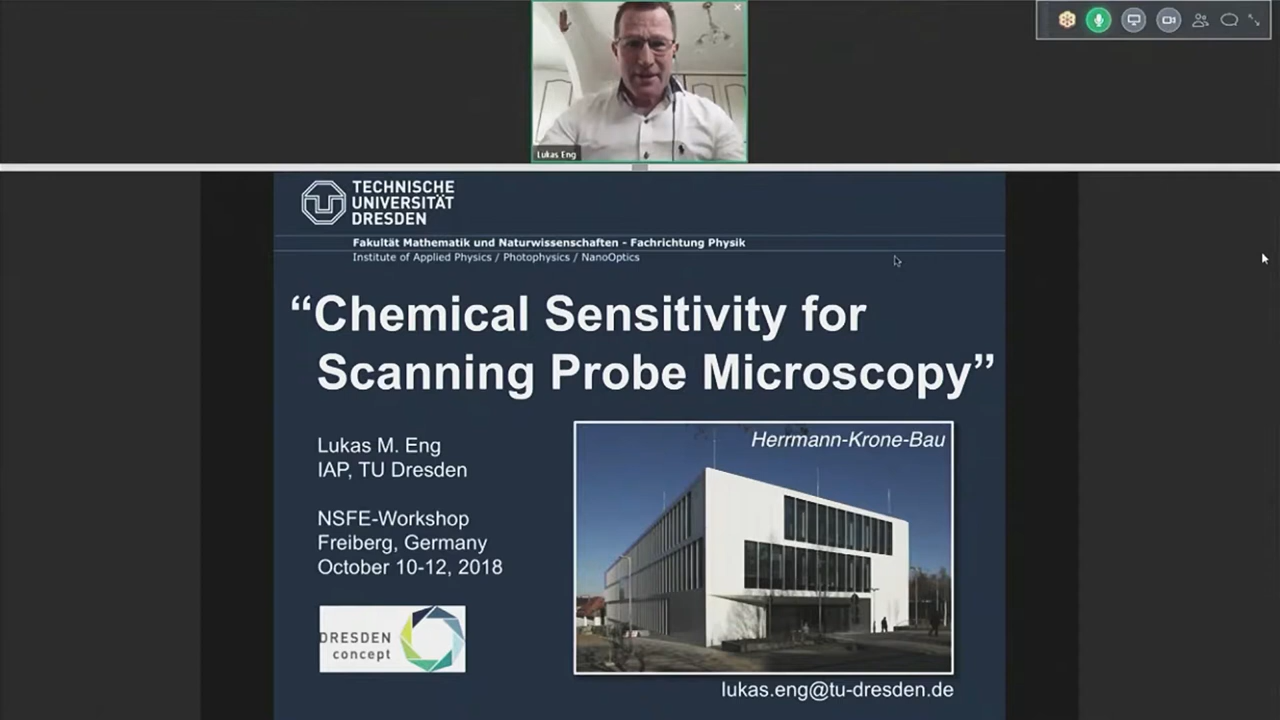 Lukas Eng
TECHNISCHE
UNIVERSITÄT
DRESDEN
Fakultät Mathematik und Naturwissenschaften - Fachrichtung Physik
Institute of Applied Physics / Photophysics / NanoOptics
“Chemical Sensitivity for
Scanning Probe Microscopy”
Lukas M. Eng
IAP, TU Dresden
NSFE-Workshop
Freiberg, Germany
October 10-12, 2018
DRESDEN
concept
Herrmann-Krone-Bau
lukas.eng@tu-dresden.de